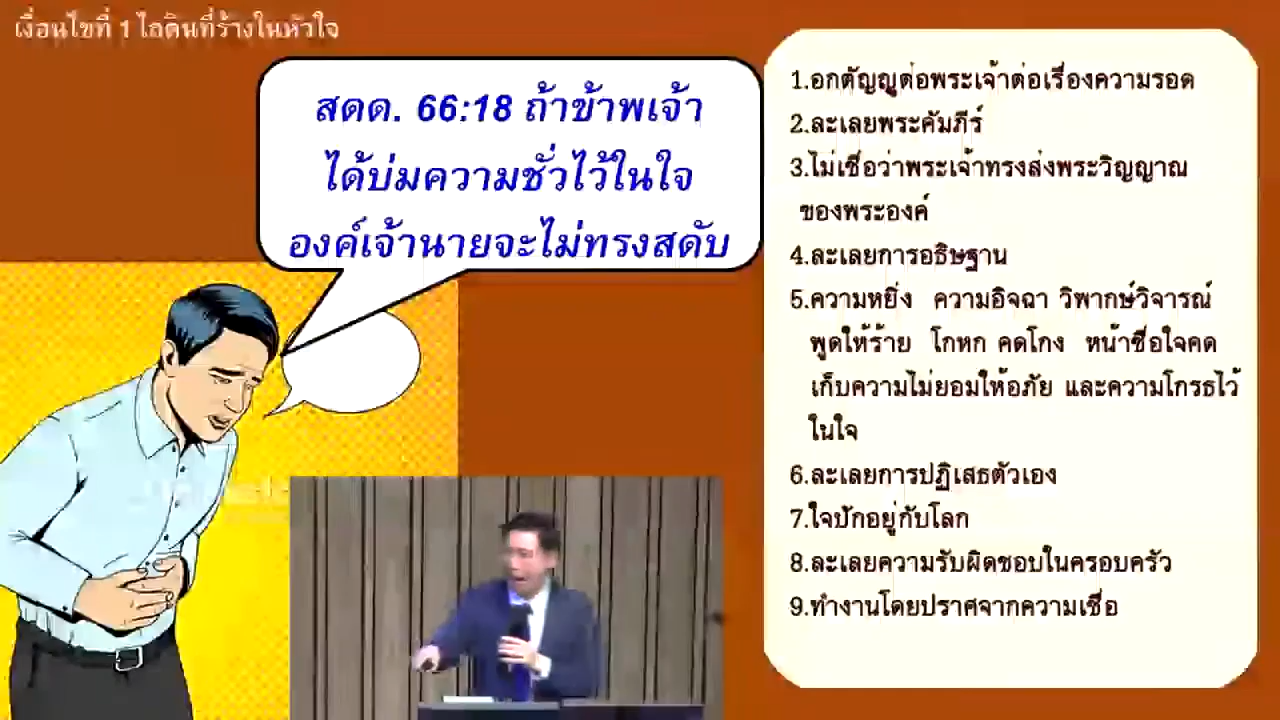 เงื่อนไขที่ 1 ไถดินที่ร้างในหัวใจ
สดด. 66:18 ถ้าข้าพเจ้า
ได้บ่มความชั่วไว้ในใจ
องค์เจ้านายจะไม่ทรงสดับ
1.อกตัญญูต่อพระเจ้าต่อเรื่องความรอด
2.ละเลยพระคัมภีร์
3.ไม่เชื่อว่าพระเจ้าทรงส่งพระวิญญาณ
ของพระองค์
4.ละเลยการอธิษฐาน
5.ความหยิ่ง ความอิจฉา วิพากษ์วิจารณ์
พูดให้ร้าย โกหก คดโกง หน้าซื่อใจคด
เก็บความไม่ยอมให้อภัย และความโกรธไว้
ในใจ
6.ละเลยการปฏิเสธตัวเอง
7.ใจปักอยู่กับโลก
8.ละเลยความรับผิดชอบในครอบครัว
9.ทำงานโดยปราศจากความเชื่อ